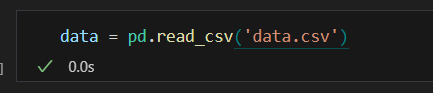 data = pd.read_csv('data.csv')
]
0.0s